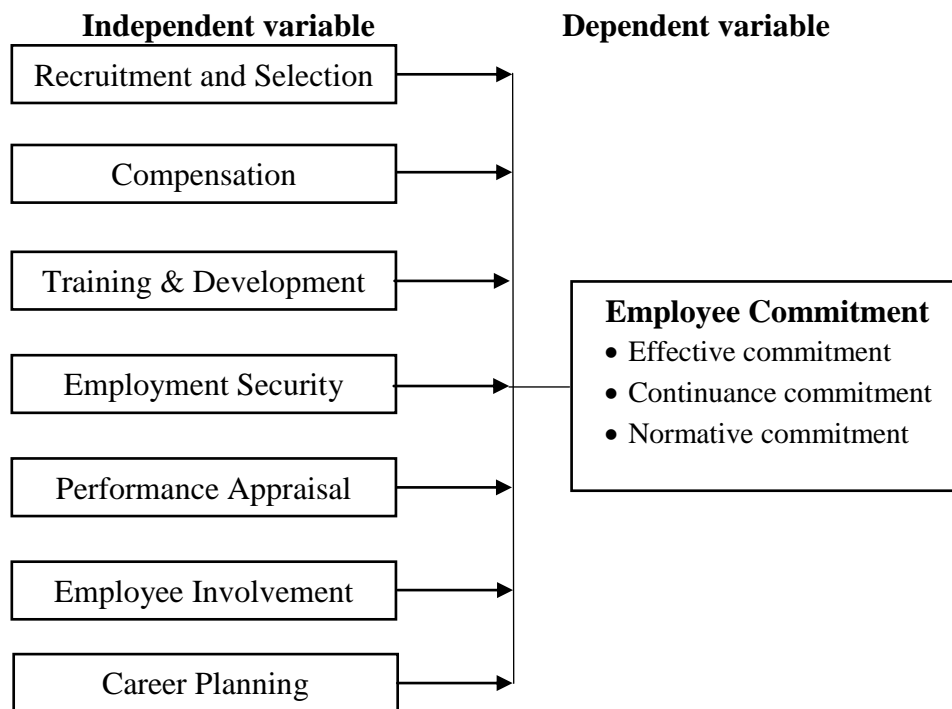 Independent variable
Dependent variable
Recruitment and Selection
Compensation
Training & Development
Employment Security
Performance Appraisal
Employee Involvement
Career Planning
Employee Commitment
• Effective commitment
• Continuance commitment
• Normative commitment